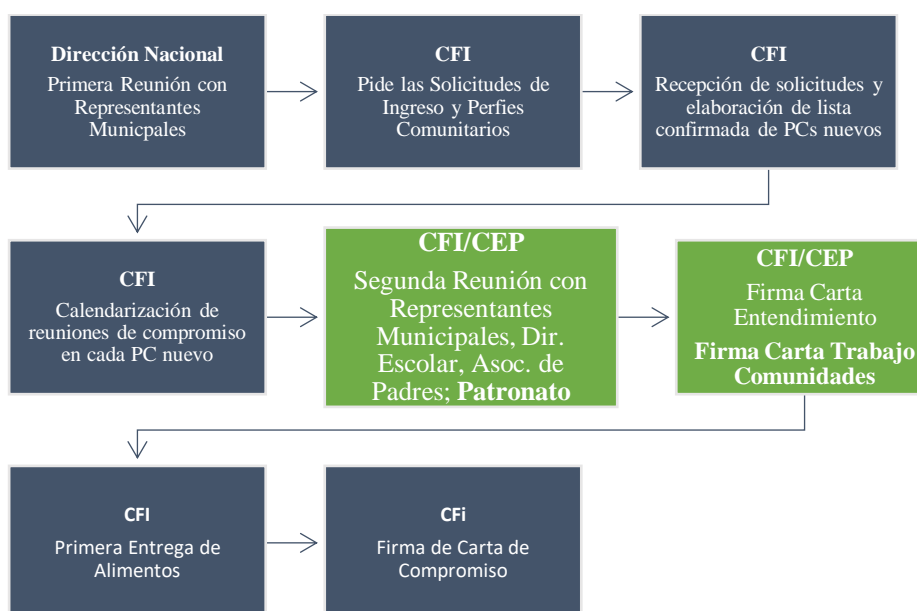 Dirección Nacional
Primera Reunión con
Representantes
Municpales
CFI
Pide las Solicitudes de
Ingreso y Perfies
Comunitarios
CFI
Recepción de solicitudes y
elaboración de lista
confirmada de PCs nuevos
CFI
Calendarización de
reuniones de compromiso
en cada PC nuevo
CFI/CEP
Segunda Reunión con
Representantes
Municipales, Dir.
Escolar, Asoc. de
Padres; Patronato
CFI/CEP
Firma Carta
Entendimiento
Firma Carta Trabajo
Comunidades
CFI
Primera Entrega de
Alimentos
CFi
Firma de Carta de
Compromiso